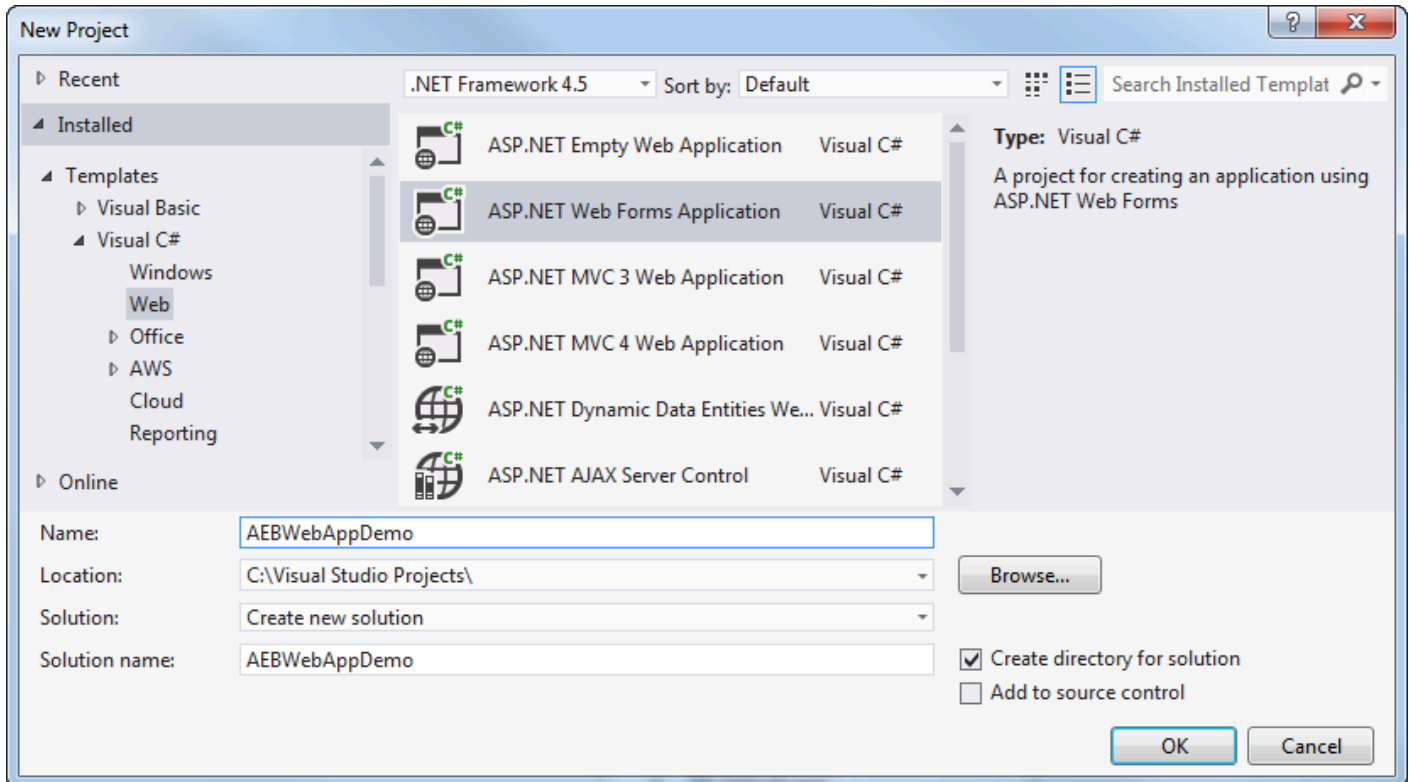 New Project
Recent
.NET Framework 4.5 Sort by: Default Search Installed Templat
Installed
Templates
Visual Basic
Visual C#
Windows
Web
Office
AWS
Cloud
Reporting
Online
ASP.NET Empty Web Application Visual C#
ASP.NET Web Forms Application Visual C#
ASP.NET MVC 3 Web Application Visual C#
ASP.NET MVC 4 Web Application Visual C#
ASP.NET Dynamic Data Entities We... Visual C#
ASP.NET AJAX Server Control Visual C#
Type: Visual C#
A project for creating an application using
ASP.NET Web Forms
Name: AEBWebAppDemo
Location: C:\Visual Studio Projects\ Browse...
Solution: Create new solution
Solution name: AEBWebAppDemo
Create directory for solution
Add to source control
OK Cancel